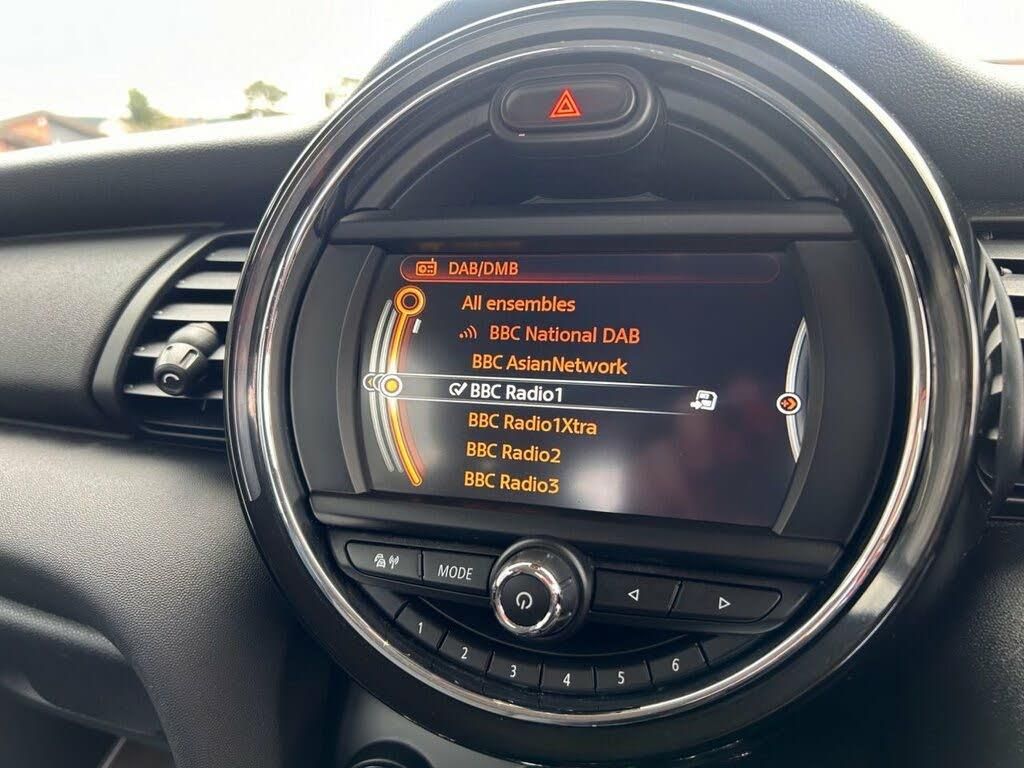 DAB/DMB
All ensembles
BBC National DAB
BBC AsianNetwork
BBC Radio1
BBC Radio1Xtra
BBC Radio2
BBC Radio3
MODE
1
2
3
4
5
6